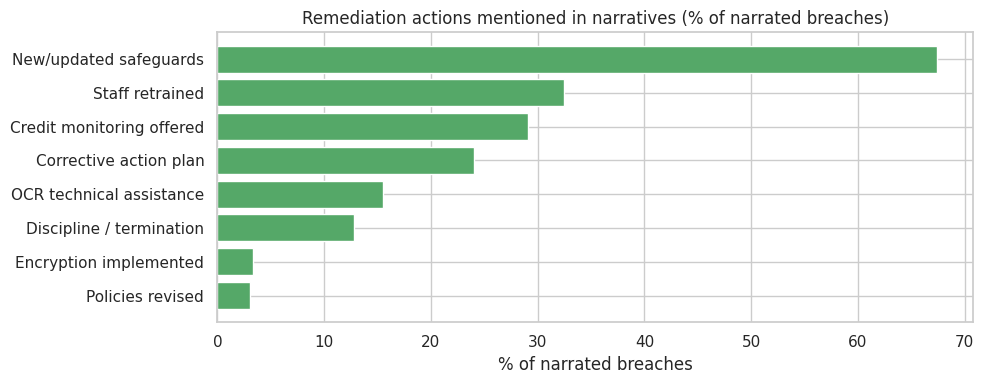 Remediation actions mentioned in narratives (% of narrated breaches)
New/updated safeguards
Staff retrained
Credit monitoring offered
Corrective action plan
OCR technical assistance
Discipline / termination
Encryption implemented
Policies revised
0 10 20 30 40 50 60 70
% of narrated breaches